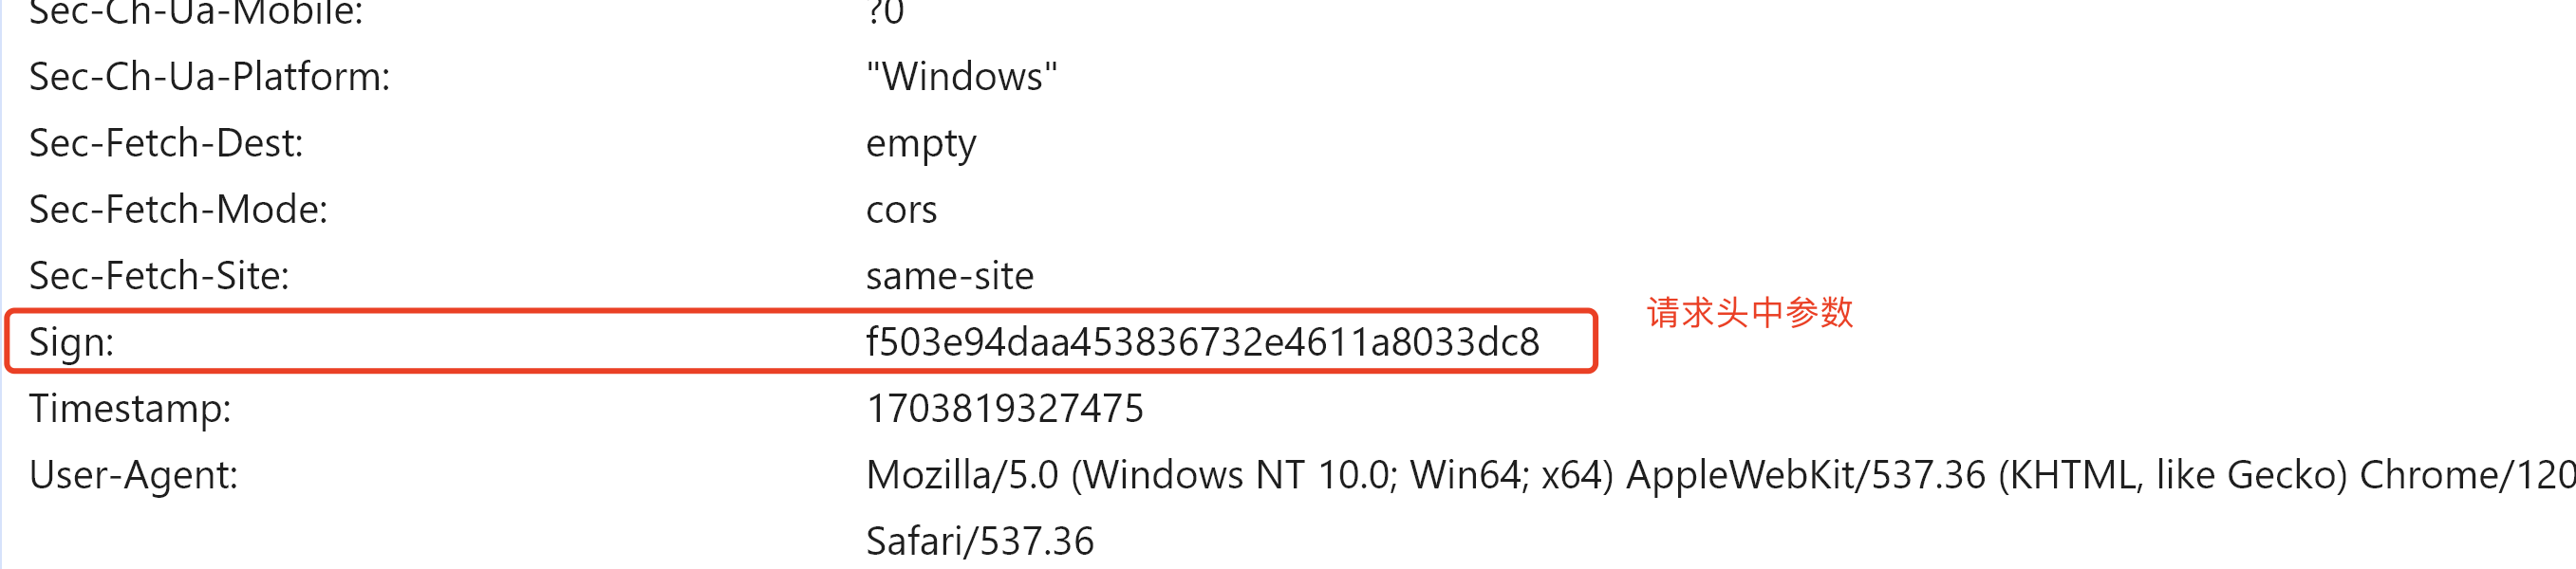 Sec-Ch-Ua-Mobile: ?0
Sec-Ch-Ua-Platform: "Windows"
Sec-Fetch-Dest: empty
Sec-Fetch-Mode: cors
Sec-Fetch-Site: same-site
请求头中参数
Sign: f503e94daa453836732e4611a8033dc8
Timestamp: 1703819327475
User-Agent: Mozilla/5.0 (Windows NT 10.0; Win64; x64) AppleWebKit/537.36 (KHTML, like Gecko) Chrome/120
Safari/537.36